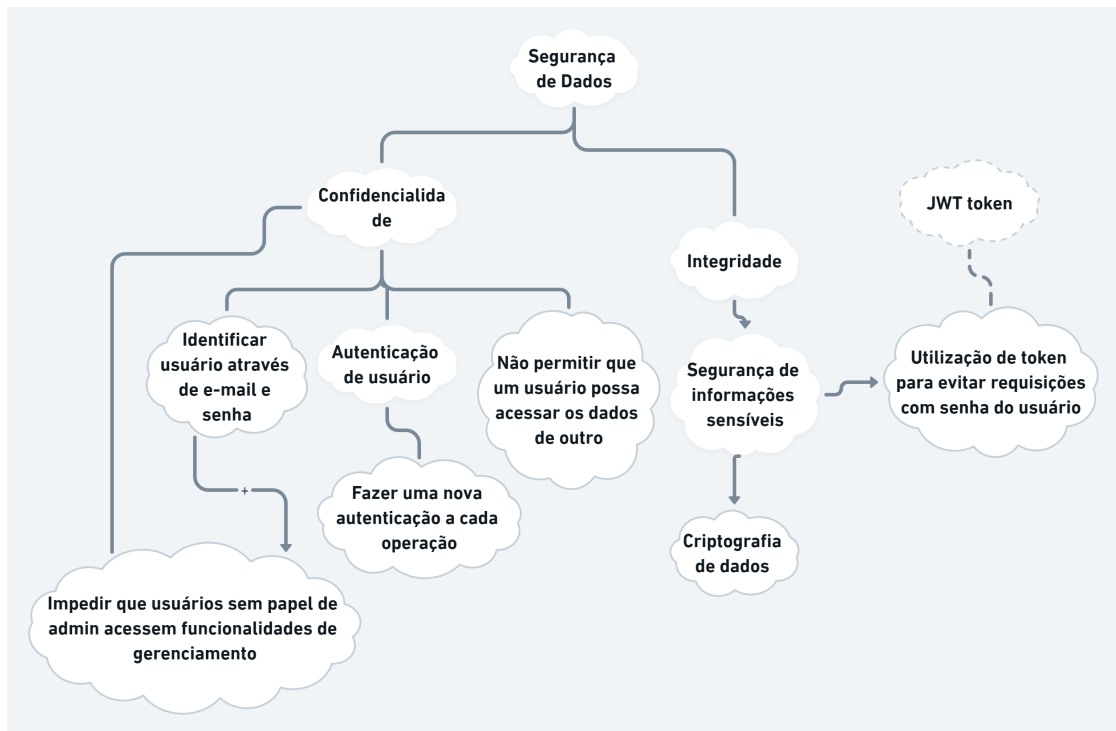 Segurança
de Dados
Confidencialida
de
JWT token
Integridade
Identificar
usuário através
de e-mail e
senha
Autenticação
de usuário
Não permitir que
um usuário possa
acessar os dados
de outro
Segurança de
informações
sensíveis
Utilização de token
para evitar requisições
com senha do usuário
+
Fazer uma nova
autenticação a cada
operação
Criptografia
de dados
Impedir que usuários sem papel de
admin acessem funcionalidades de
gerenciamento